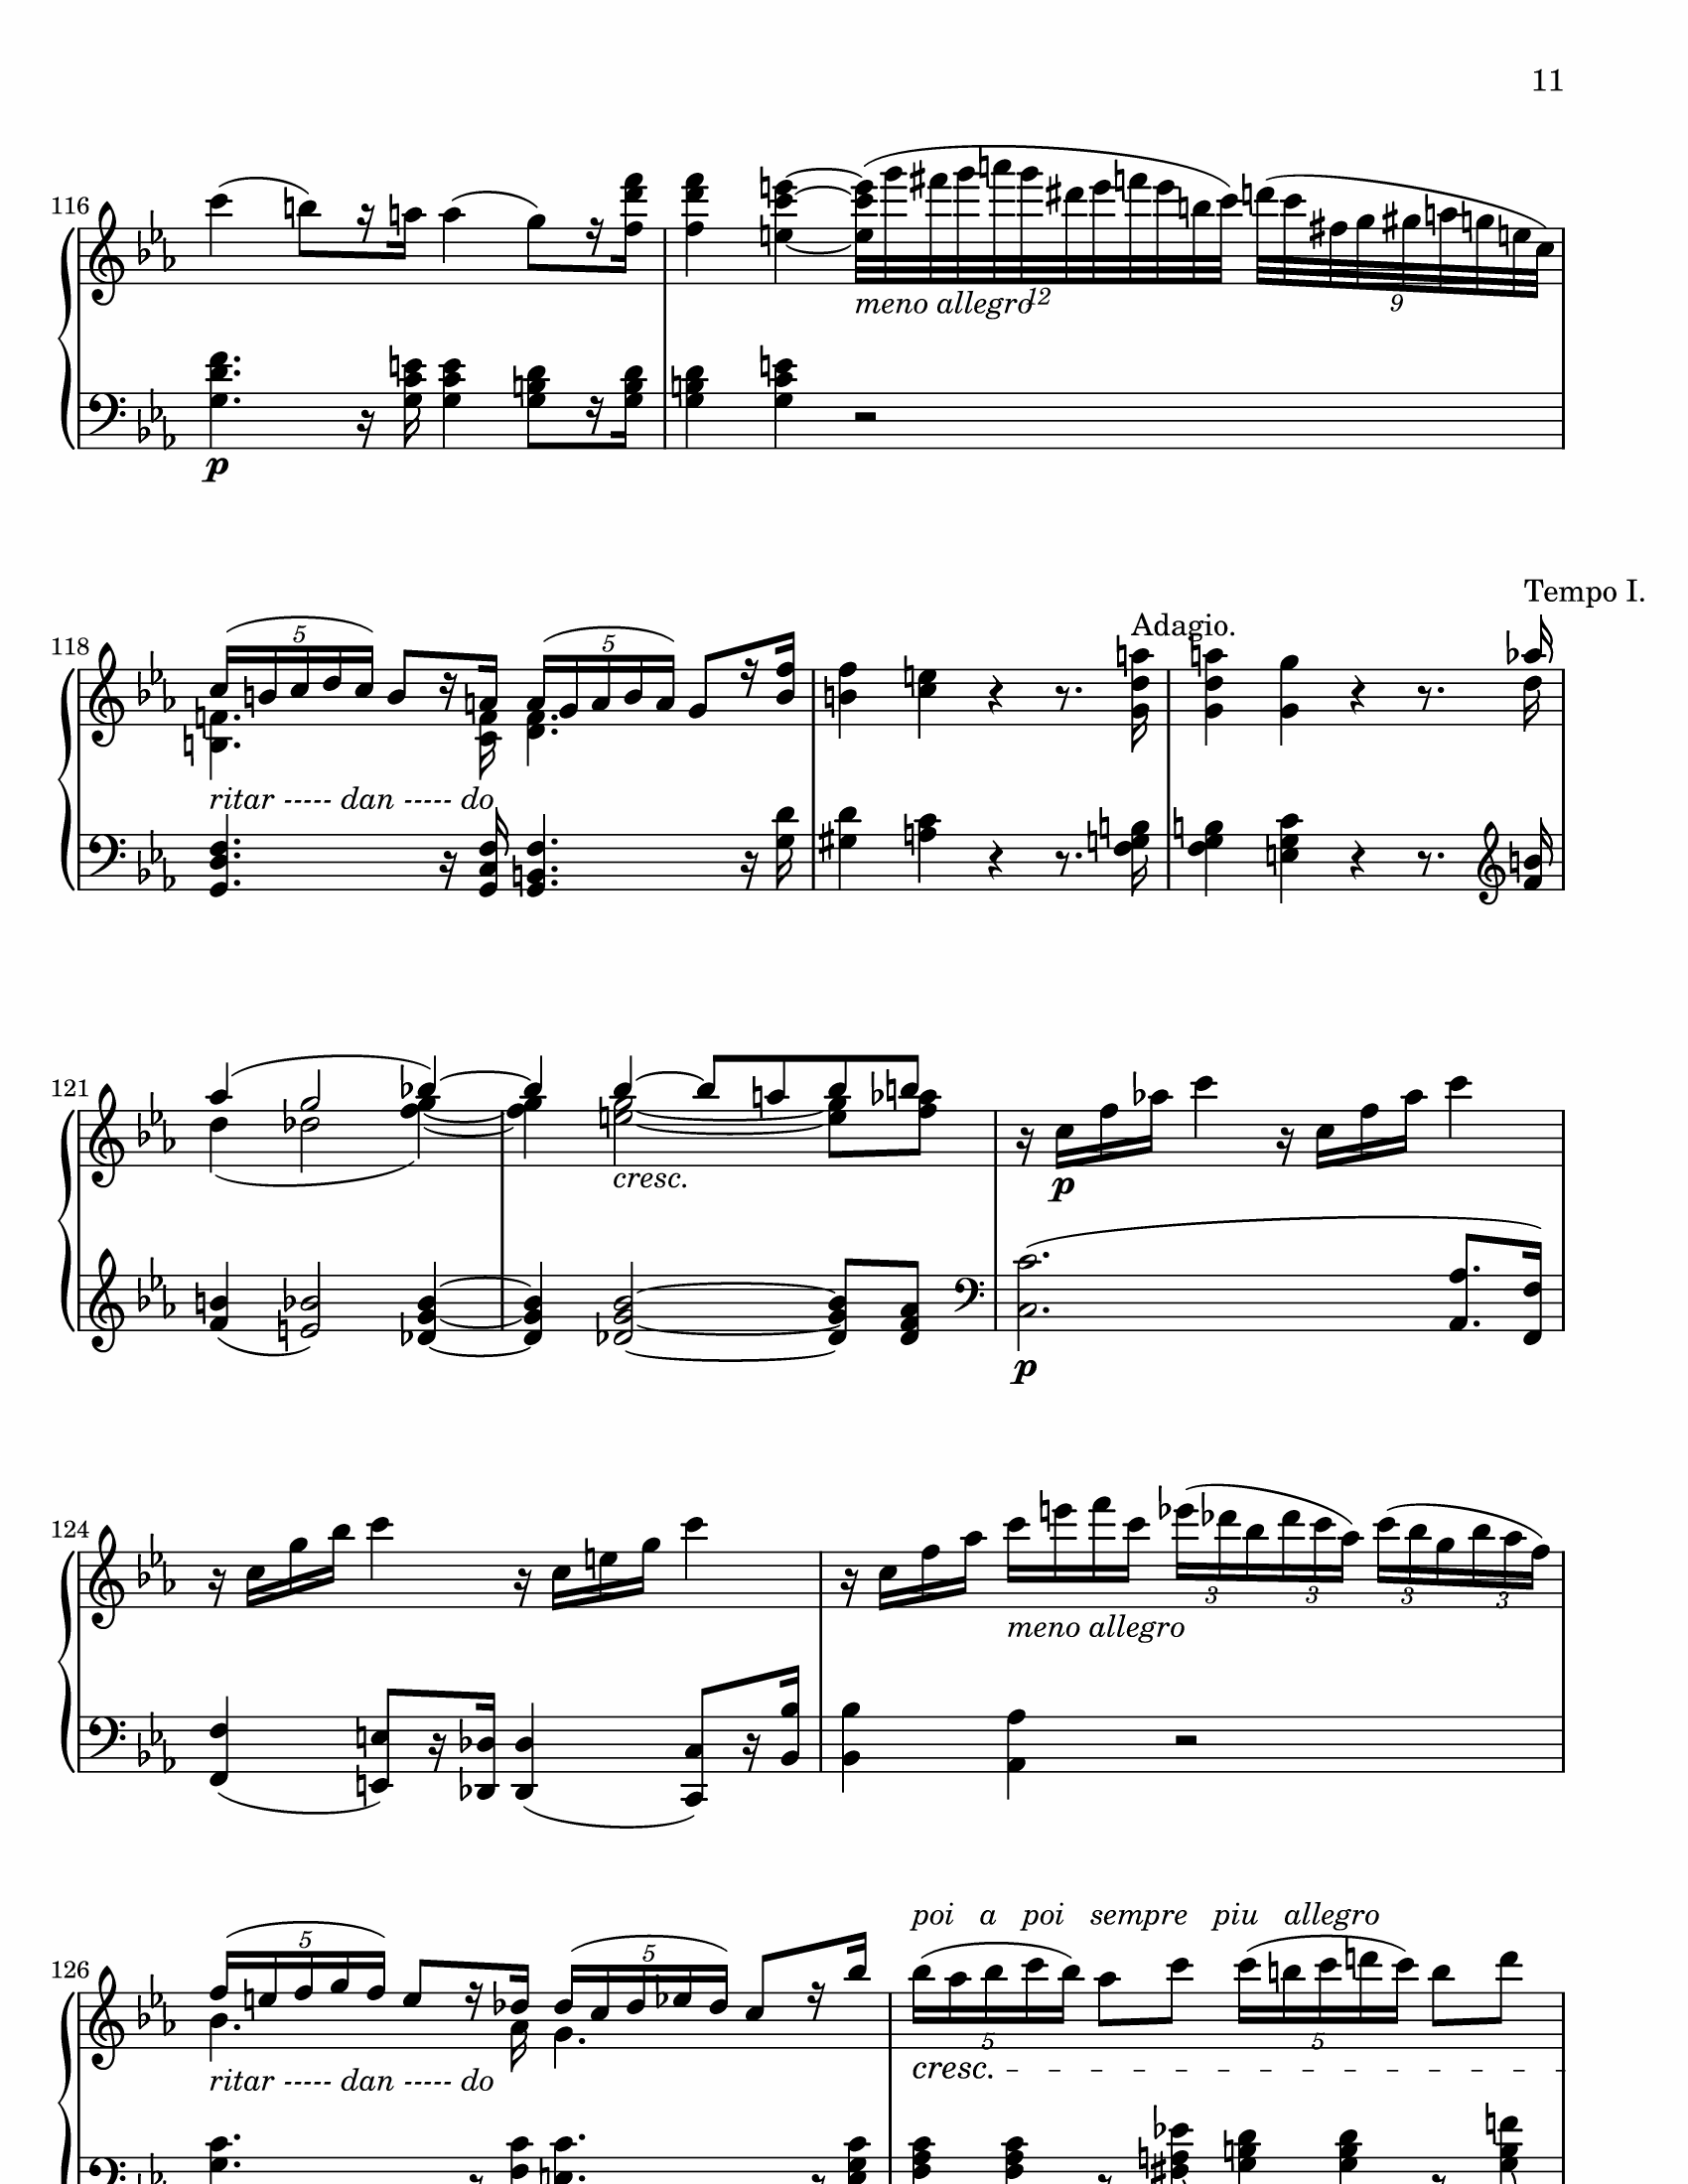 11
116
p
meno allegro
12
9
Tempo I.
118
5
5
Adagio.
ritar ----- dan ----- do
121
cresc.
p
p
124
meno allegro
3
3
3
3
poi a poi sempre piu allegro
126
5
5
5
5
ritar ----- dan ----- do
cresc.